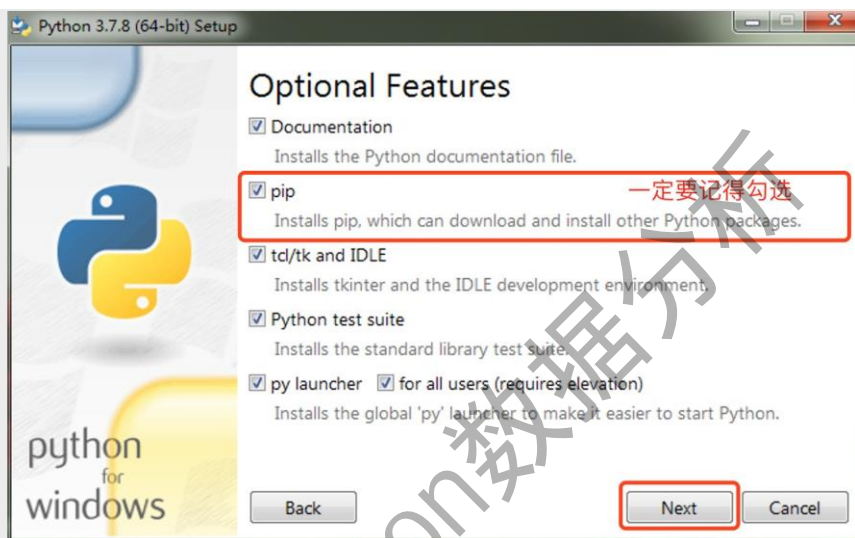 Python 3.7.8 (64-bit) Setup
Optional Features
Documentation
Installs the Python documentation file.
pip 一定要记得勾选
Installs pip, which can download and install other Python packages.
tcl/tk and IDLE
Installs tkinter and the IDLE development environment.
Python test suite
Installs the standard library test suite.
py launcher for all users (requires elevation)
Installs the global 'py' launcher to make it easier to start Python.
python
for
windows
Back Next Cancel
on数据分析